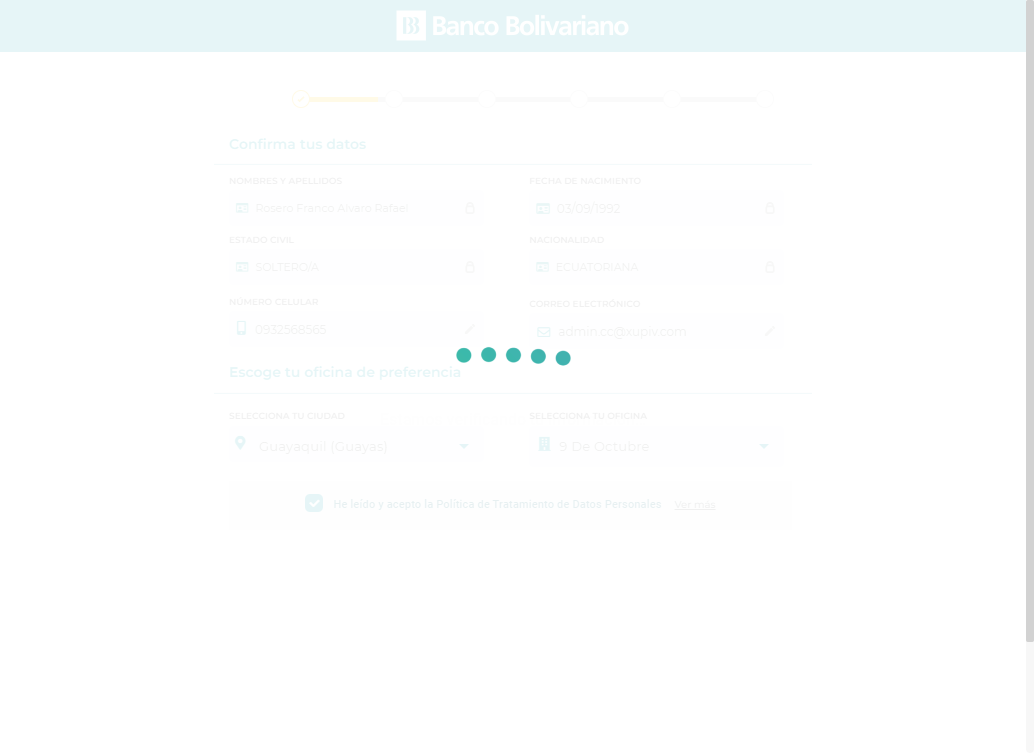 Banco Bolivariano
Confirma tus datos
NOMBRES Y APELLIDOS
FECHA DE NACIMIENTO
Rosero Franco Alvaro Rafael
03/09/1992
ESTADO CIVIL
NACIONALIDAD
SOLTERO/A
ECUATORIANA
NÚMERO CELULAR
CORREO ELECTRÓNICO
0932568565
admin.cc@xupiv.com
Escoge tu oficina de preferencia
SELECCIONA TU CIUDAD
SELECCIONA TU OFICINA
Guayaquil (Guayas)
9 De Octubre
He leído y acepto la Política de Tratamiento de Datos Personales Ver más